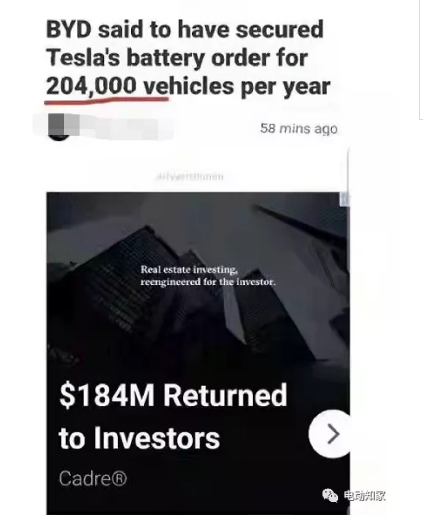 BYD said to have secured
Tesla's battery order for
204,000 vehicles per year
58 mins ago
Advertisement
Real estate investing,
reengineered for the investor.
$184M Returned
to Investors
Cadre®
电动知家